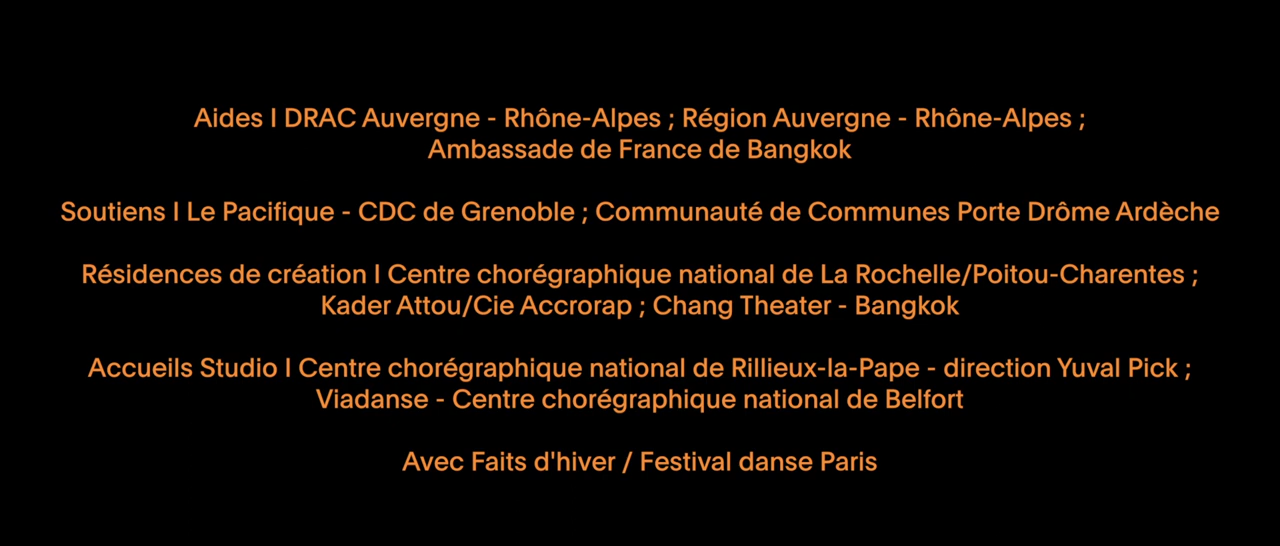 Aides I DRAC Auvergne - Rhône-Alpes ; Région Auvergne - Rhône-Alpes ;
Ambassade de France de Bangkok
Soutiens I Le Pacifique - CDC de Grenoble ; Communauté de Communes Porte Drôme Ardèche
Résidences de création I Centre chorégraphique national de La Rochelle/Poitou-Charentes ;
Kader Attou/Cie Accrorap ; Chang Theater - Bangkok
Accueils Studio I Centre chorégraphique national de Rillieux-la-Pape - direction Yuval Pick ;
Viadanse - Centre chorégraphique national de Belfort
Avec Faits d'hiver / Festival danse Paris